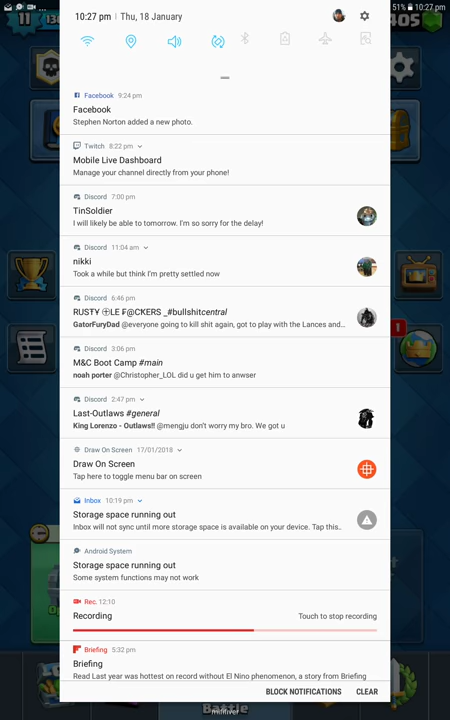 11
13
51% 10:27 pm
405
10:27 pm Thu, 18 January
Facebook 9:24 pm
Facebook
Stephen Norton added a new photo.
Twitch 8:22 pm
Mobile Live Dashboard
Manage your channel directly from your phone!
Discord 7:00 pm
TinSoldier
I will likely be able to tomorrow. I'm so sorry for the delay!
Discord 11:04 am
nikki
Took a while but think I'm pretty settled now
Discord 6:46 pm
RUSTY ⊕LE ₣@CKERS _#bullshitcentral
GatorFuryDad @everyone going to kill shit again, got to play with the Lances and...
Discord 3:06 pm
M&C Boot Camp #main
noah porter @Christopher_LOL did u get him to anwser
Discord 2:47 pm
Last-Outlaws #general
King Lorenzo - Outlaws!! @mengju don't worry my bro. We got u
Draw On Screen 17/01/2018
Draw On Screen
Tap here to toggle menu bar on screen
Inbox 10:19 pm
Storage space running out
Inbox will not sync until more storage space is available on your device. Tap this..
1
Android System
Storage space running out
Some system functions may not work
Rec. 12:10
Recording Touch to stop recording
Briefing 5:32 pm
Briefing
Read Last year was hottest on record without El Nino phenomenon, a story from Briefing
BLOCK NOTIFICATIONS CLEAR
Battle